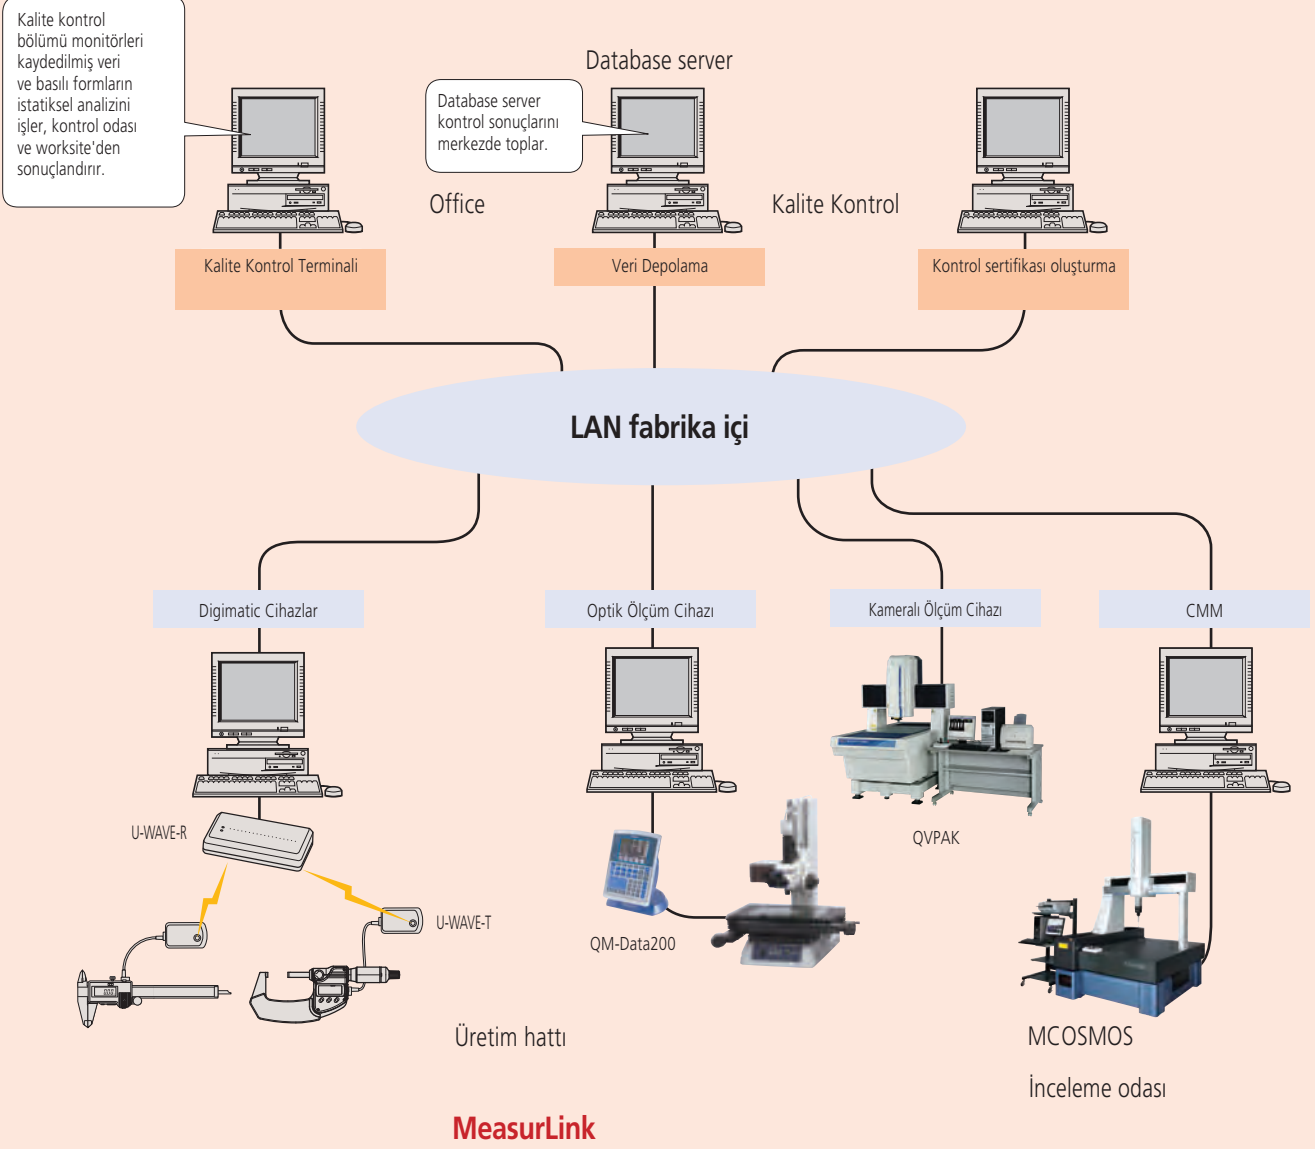 Kalite kontrol
bölümü monitörleri
kaydedilmiş veri
ve basılı formların
istatiksel analizini
işler, kontrol odası
ve worksite'den
sonuçlandırır.
Database server
Database server
kontrol sonuçlarını
merkezde toplar.
Office
Kalite Kontrol
Kalite Kontrol Terminali
Veri Depolama
Kontrol sertifikası oluşturma
LAN fabrika içi
Digimatic Cihazlar
Optik Ölçüm Cihazı
Kameralı Ölçüm Cihazı
CMM
U-WAVE-R
QVPAK
U-WAVE-T
QM-Data200
Üretim hattı
MCOSMOS
İnceleme odası
MeasurLink